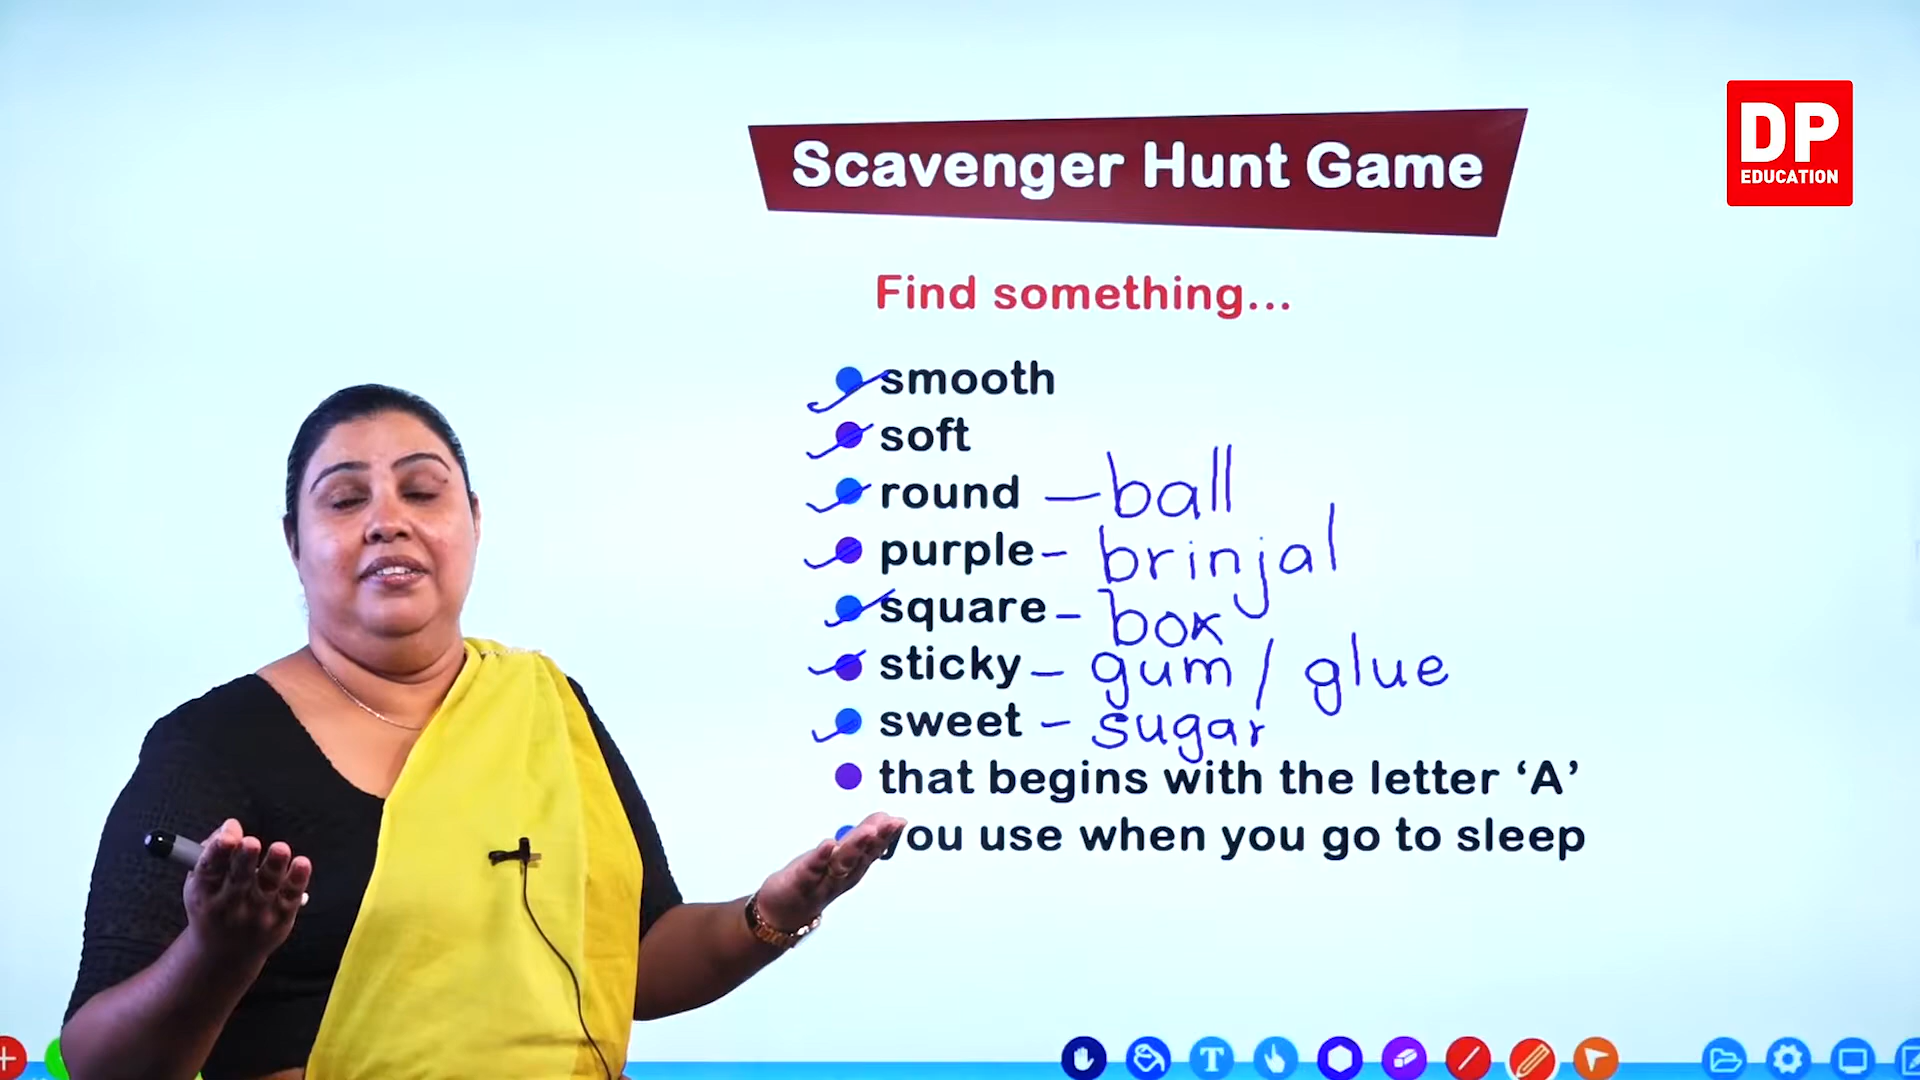 DP
EDUCATION
Scavenger Hunt Game
Find something...
smooth
soft
round – ball
purple – brinjal
square – box
sticky – gum / glue
sweet – sugar
that begins with the letter ‘A’
you use when you go to sleep
T